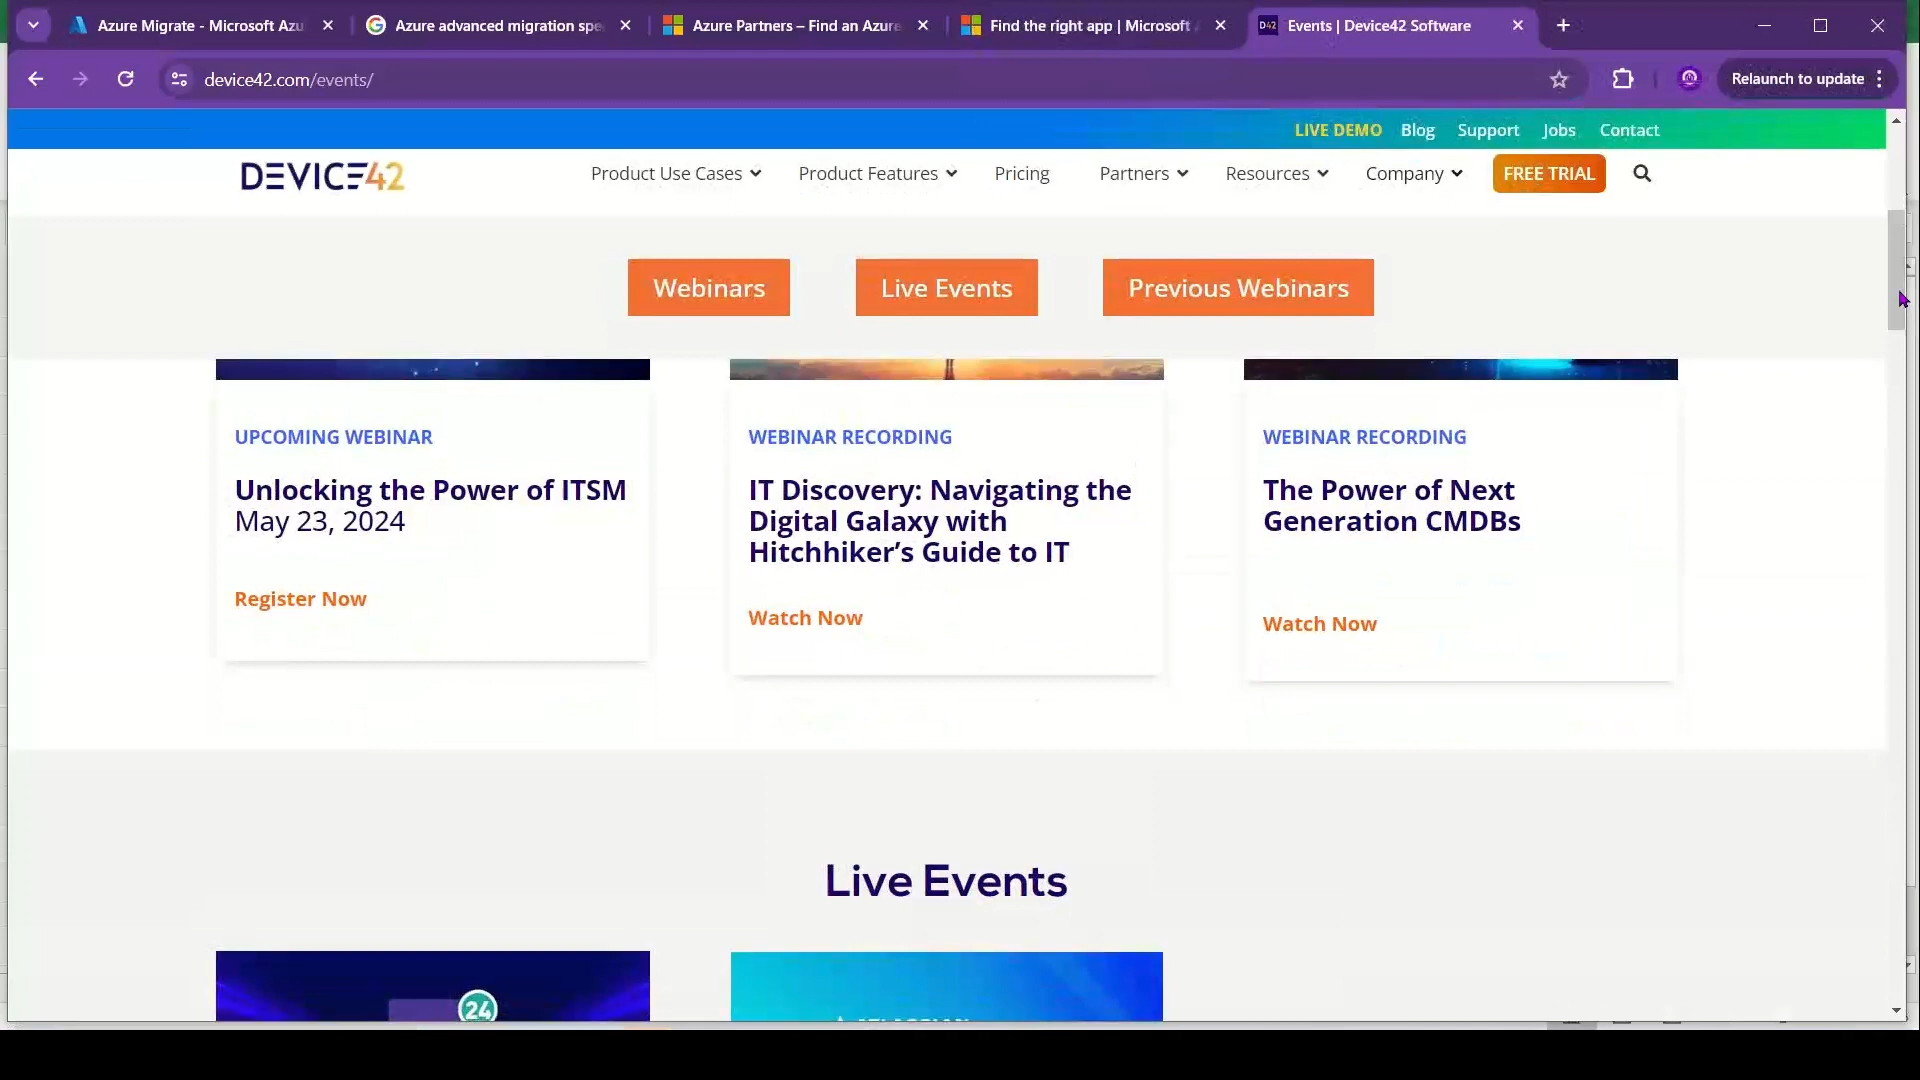 Azure Migrate - Microsoft Azu
Azure advanced migration spe
Azure Partners – Find an Azure
Find the right app | Microsoft
D42
Events | Device42 Software
device42.com/events/
Relaunch to update
LIVE DEMO
Blog
Support
Jobs
Contact
DEVICE42
Product Use Cases
Product Features
Pricing
Partners
Resources
Company
FREE TRIAL
Webinars
Live Events
Previous Webinars
UPCOMING WEBINAR
Unlocking the Power of ITSM
May 23, 2024
Register Now
WEBINAR RECORDING
IT Discovery: Navigating the
Digital Galaxy with
Hitchhiker’s Guide to IT
Watch Now
WEBINAR RECORDING
The Power of Next
Generation CMDBs
Watch Now
Live Events
24